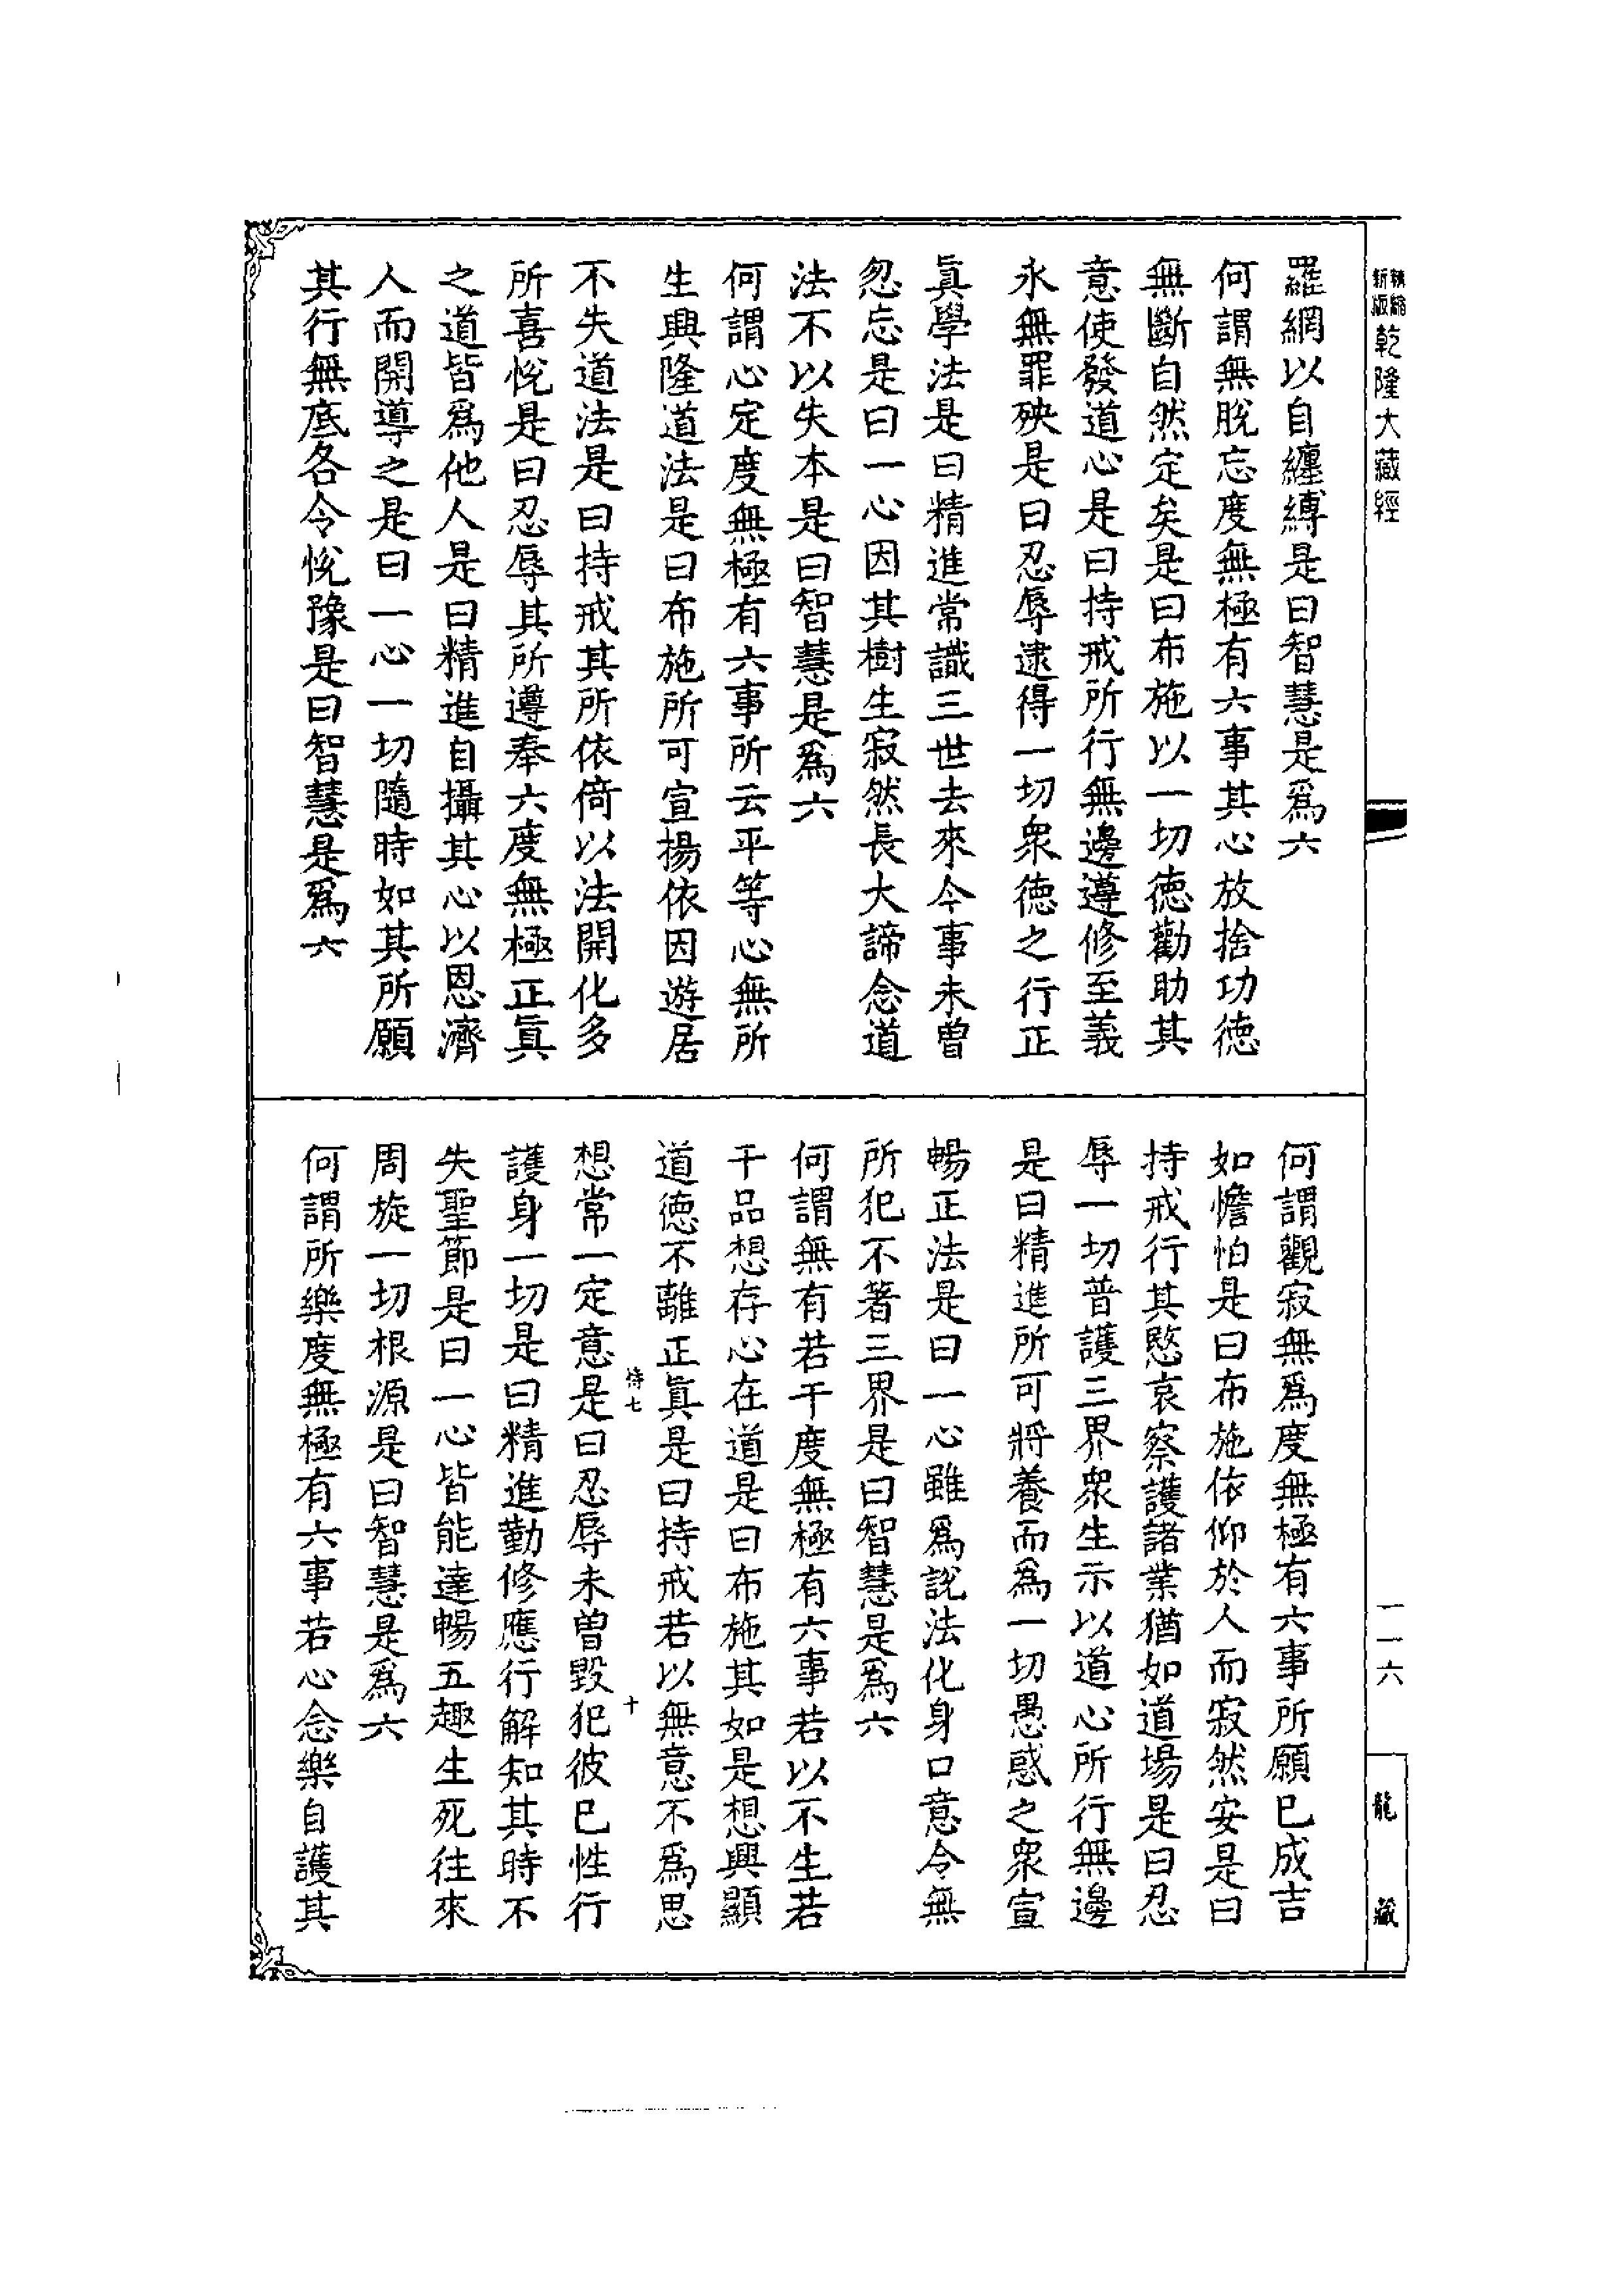 精縮
新版
乾隆大藏經
一一六
龍藏
羅網以自纏縛是曰智慧是爲六
何謂無脫忘度無極有六事其心放捨功德
無斷自然定矣是曰布施以一切德勸助其
意使發道心是曰持戒所行無邊遵修至義
永無罪殃是曰忍辱逮得一切衆德之行正
眞學法是曰精進常識三世去來今事未曽
忽忘是曰一心因其樹生寂然長大諦念道
法不以失本是曰智慧是爲六
何謂心定度無極有六事所云平等心無所
生興隆道法是曰布施所可宣揚依因遊居
不失道法是曰持戒其所依倚以法開化多
所喜悅是曰忍辱其所遵奉六度無極正眞
之道皆爲他人是曰精進自攝其心以恩濟
人而開導之是曰一心一切隨時如其所願
其行無底各令悅豫是曰智慧是爲六
何謂觀寂無爲度無極有六事所願已成吉
如憺怕是曰布施依仰於人而寂然安是曰
持戒行其愍哀察護諸業猶如道場是曰忍
辱一切普護三界衆生示以道心所行無邊
是曰精進所可將養而爲一切愚惑之衆宣
暢正法是曰一心雖爲說法化身口意令無
所犯不著三界是曰智慧是爲六
何謂無有若干度無極有六事若以不生若
干品想存心在道是曰布施其如是想興顯
道德不離正眞是曰持戒若以無意不爲思
七
十
想常一定意是曰忍辱未曽毀犯彼已性行
護身一切是曰精進勤修應行解知其時不
失聖節是曰一心皆能達暢五趣生死往來
周旋一切根源是曰智慧是爲六
何謂所樂度無極有六事若心念樂自護其